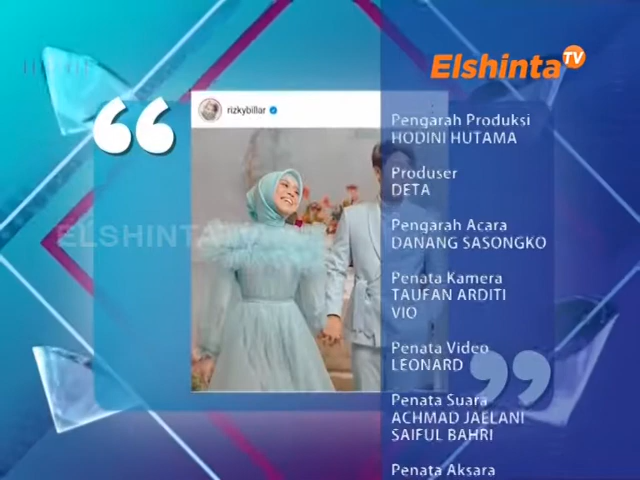 Elshinta TV
rizkybillar
ELSHINTA
Pengarah Produksi
HODINI HUTAMA
Produser
DETA
Pengarah Acara
DANANG SASONGKO
Penata Kamera
TAUFAN ARDITI
VIO
Penata Video
LEONARD
Penata Suara
ACHMAD JAELANI
SAIFUL BAHRI
Penata Aksara